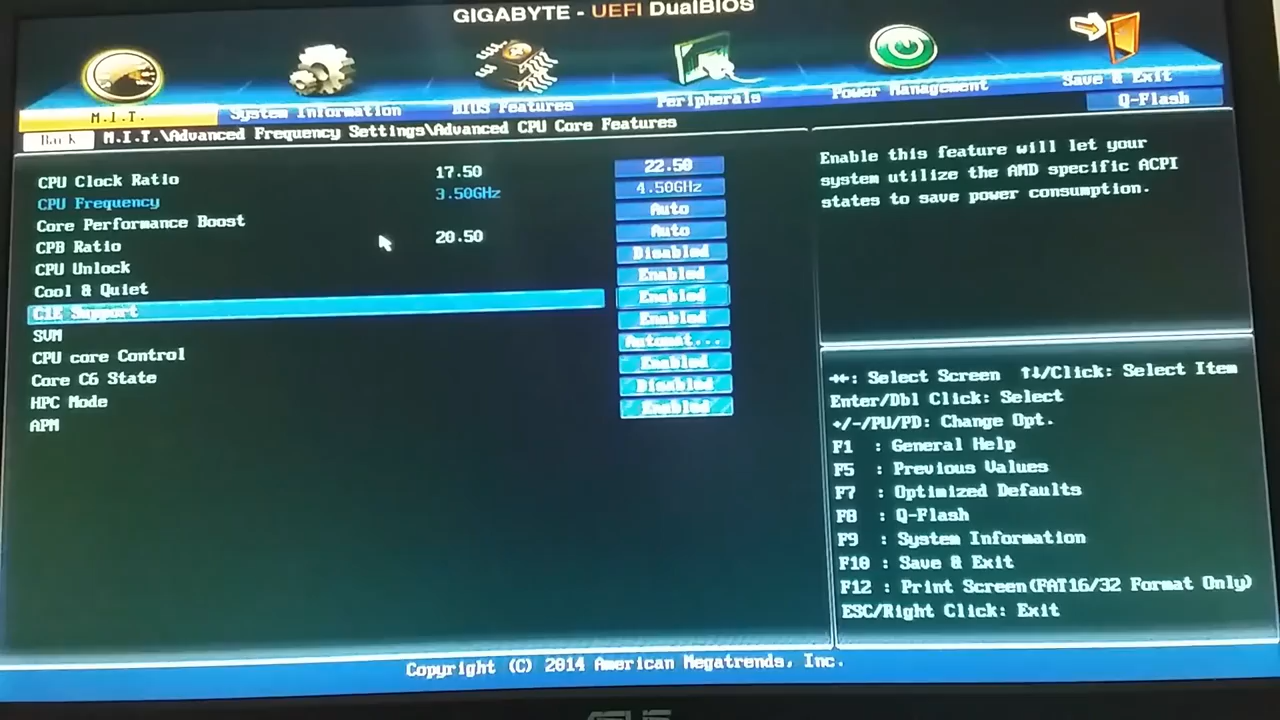 GIGABYTE - UEFI DualBIOS
M.I.T.
System Information
BIOS Features
Peripherals
Power Management
Save & Exit
Q-Flash
Back
M.I.T.\Advanced Frequency Settings\Advanced CPU Core Features
CPU Clock Ratio 17.50 22.50
CPU Frequency 3.50GHz 4.50GHz
Core Performance Boost Auto
CPB Ratio 20.50 Auto
CPU Unlock Disabled
Cool & Quiet Enabled
C1E Support Enabled
SVM Enabled
CPU core Control Automat...
Core C6 State Enabled
HPC Mode Disabled
APM Enabled
Enable this feature will let your
system utilize the AMD specific ACPI
states to save power consumption.
→←: Select Screen ↑↓/Click: Select Item
Enter/Dbl Click: Select
+/-/PU/PD: Change Opt.
F1 : General Help
F5 : Previous Values
F7 : Optimized Defaults
F8 : Q-Flash
F9 : System Information
F10 : Save & Exit
F12 : Print Screen(FAT16/32 Format Only)
ESC/Right Click: Exit
Copyright (C) 2014 American Megatrends, Inc.
ASUS